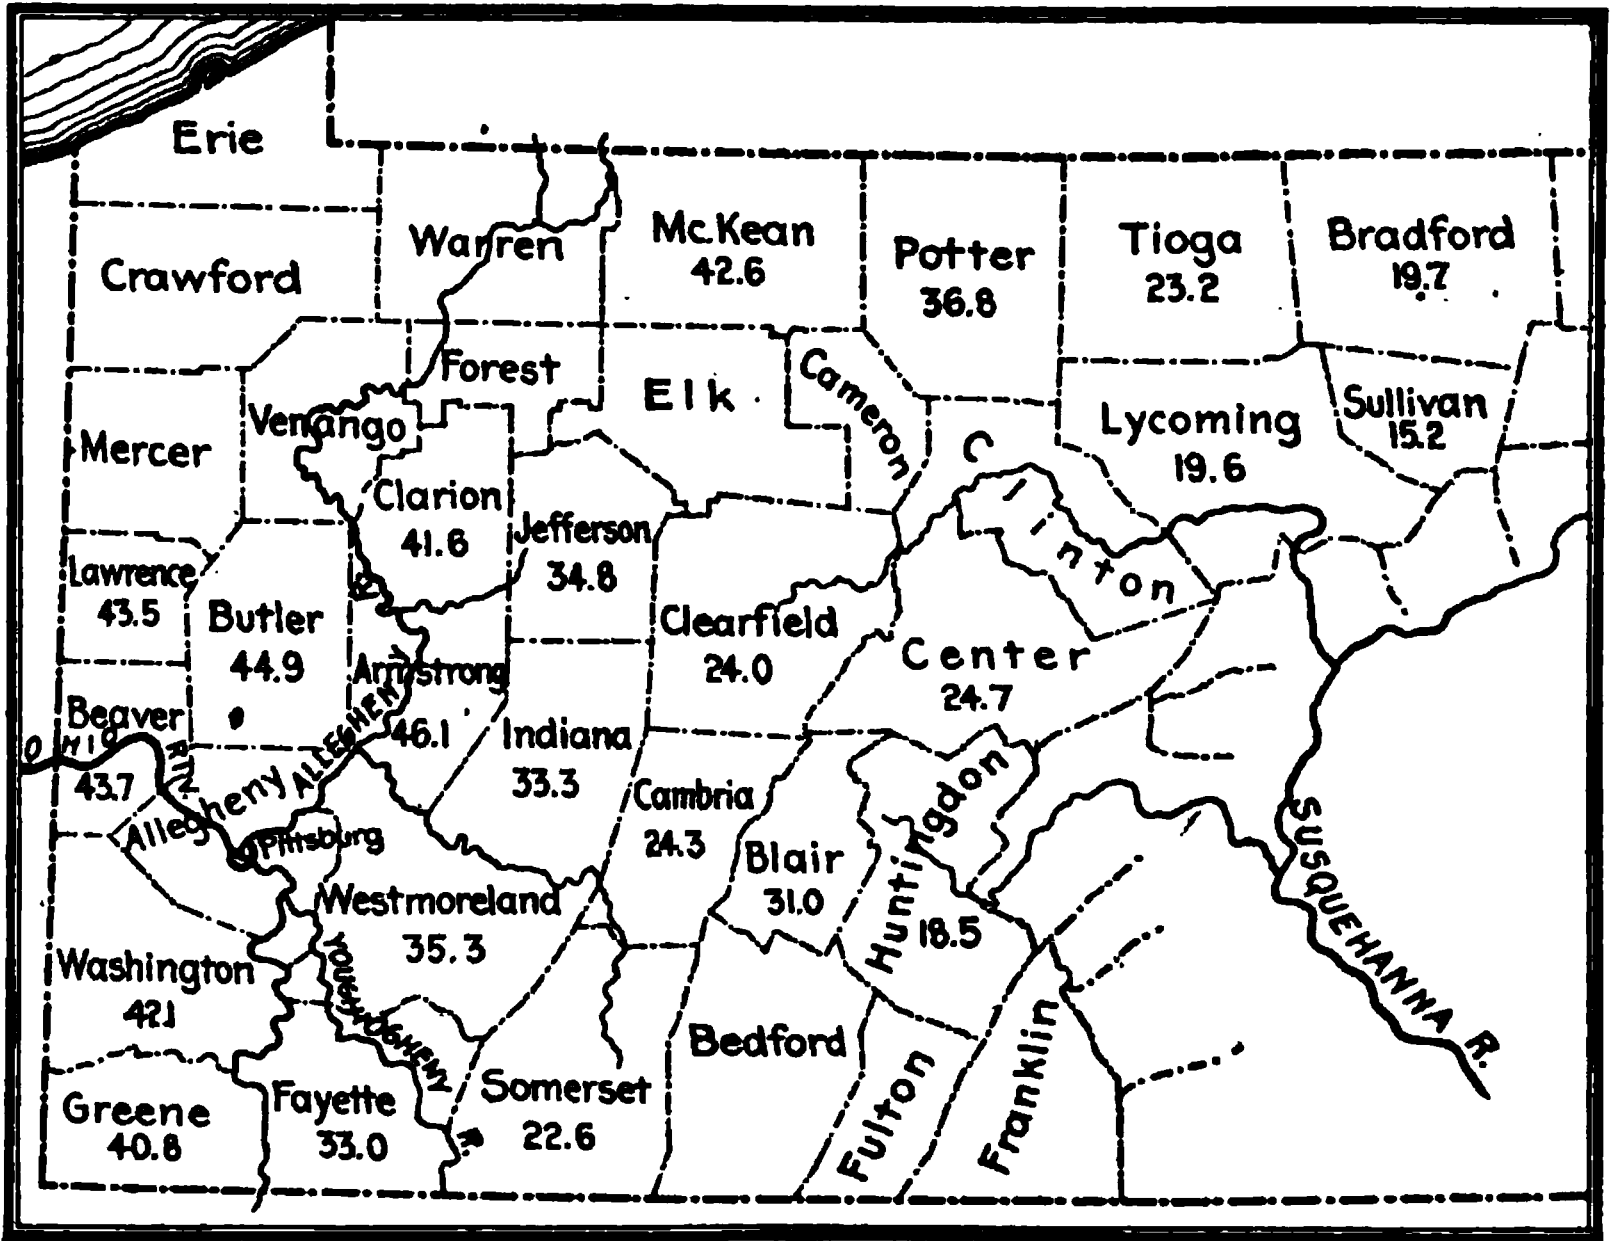 Erie
Crawford
Warren
Mc.Kean
42.6
Potter
36.8
Tioga
23.2
Bradford
19.7
Mercer
Venango
Forest
Elk
Cameron
Clinton
Lycoming
19.6
Sullivan
15.2
Clarion
41.6
Jefferson
34.8
Lawrence
43.5
Butler
44.9
Armstrong
46.1
Clearfield
24.0
Center
24.7
Beaver
43.7
OHIO RIV.
Allegheny
ALLEGHENY R.
Pittsburg
Indiana
33.3
Cambria
24.3
Blair
31.0
Huntingdon
18.5
Westmoreland
35.3
Washington
42.1
YOUGHIOGHENY R.
Greene
40.8
Fayette
33.0
Somerset
22.6
Bedford
Fulton
Franklin
SUSQUEHANNA R.